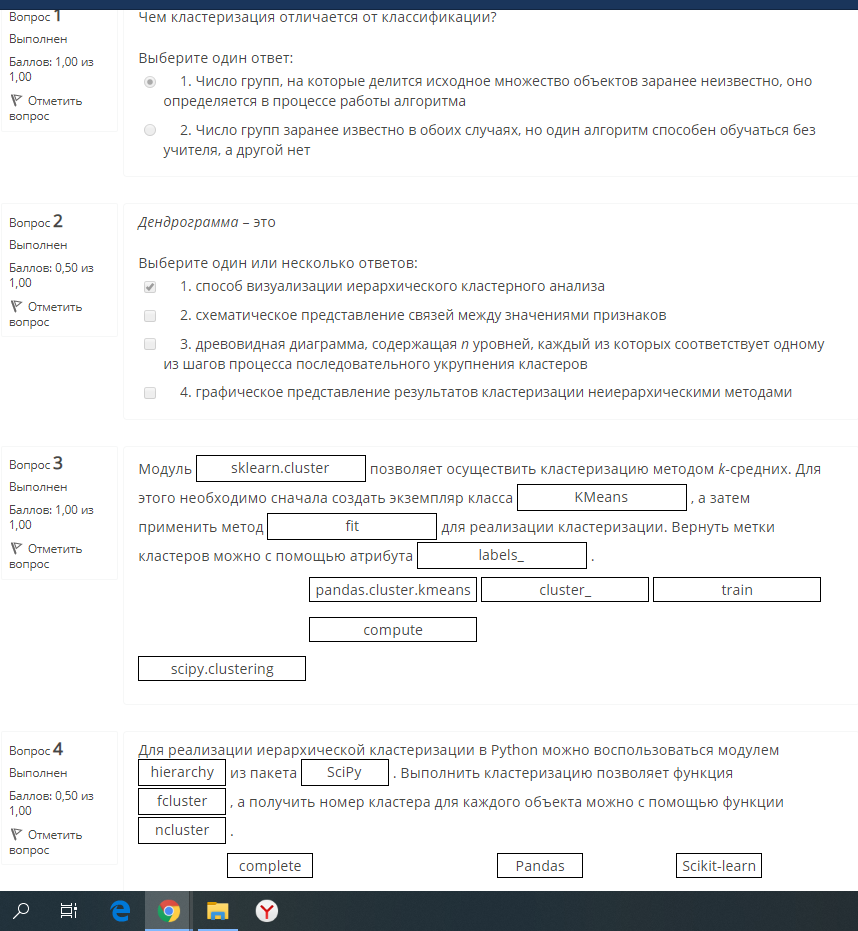 Вопрос 1
Выполнен
Баллов: 1,00 из
1,00
Отметить
вопрос
Чем кластеризация отличается от классификации?
Выберите один ответ:
1. Число групп, на которые делится исходное множество объектов заранее неизвестно, оно
определяется в процессе работы алгоритма
2. Число групп заранее известно в обоих случаях, но один алгоритм способен обучаться без
учителя, а другой нет
Вопрос 2
Выполнен
Баллов: 0,50 из
1,00
Отметить
вопрос
Дендрограмма – это
Выберите один или несколько ответов:
1. способ визуализации иерархического кластерного анализа
2. схематическое представление связей между значениями признаков
3. древовидная диаграмма, содержащая n уровней, каждый из которых соответствует одному
из шагов процесса последовательного укрупнения кластеров
4. графическое представление результатов кластеризации неиерархическими методами
Вопрос 3
Выполнен
Баллов: 1,00 из
1,00
Отметить
вопрос
Модуль sklearn.cluster позволяет осуществить кластеризацию методом k-средних. Для
этого необходимо сначала создать экземпляр класса KMeans , а затем
применить метод fit для реализации кластеризации. Вернуть метки
кластеров можно с помощью атрибута labels_ .
pandas.cluster.kmeans cluster_ train
compute
scipy.clustering
Вопрос 4
Выполнен
Баллов: 0,50 из
1,00
Отметить
вопрос
Для реализации иерархической кластеризации в Python можно воспользоваться модулем
hierarchy из пакета SciPy . Выполнить кластеризацию позволяет функция
fcluster , а получить номер кластера для каждого объекта можно с помощью функции
ncluster .
complete Pandas Scikit-learn